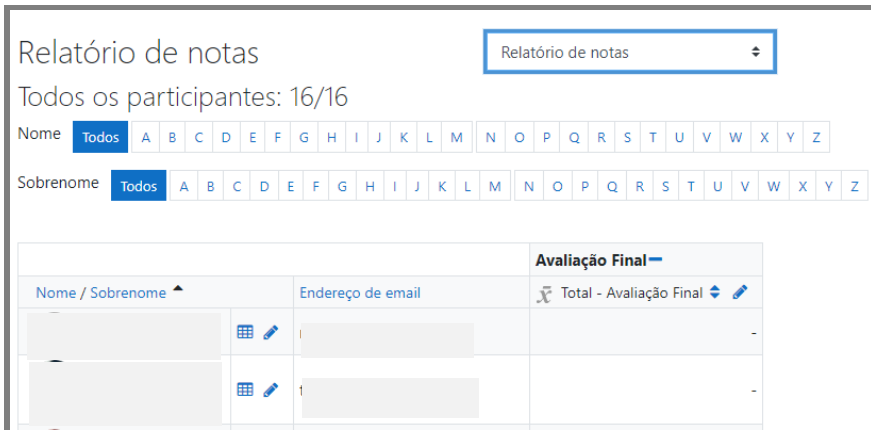 Relatório de notas Relatório de notas
Todos os participantes: 16/16
Nome Todos A B C D E F G H I J K L M N O P Q R S T U V W X Y Z
Sobrenome Todos A B C D E F G H I J K L M N O P Q R S T U V W X Y Z
Avaliação Final
Nome / Sobrenome Endereço de email x̄ Total - Avaliação Final
-
-